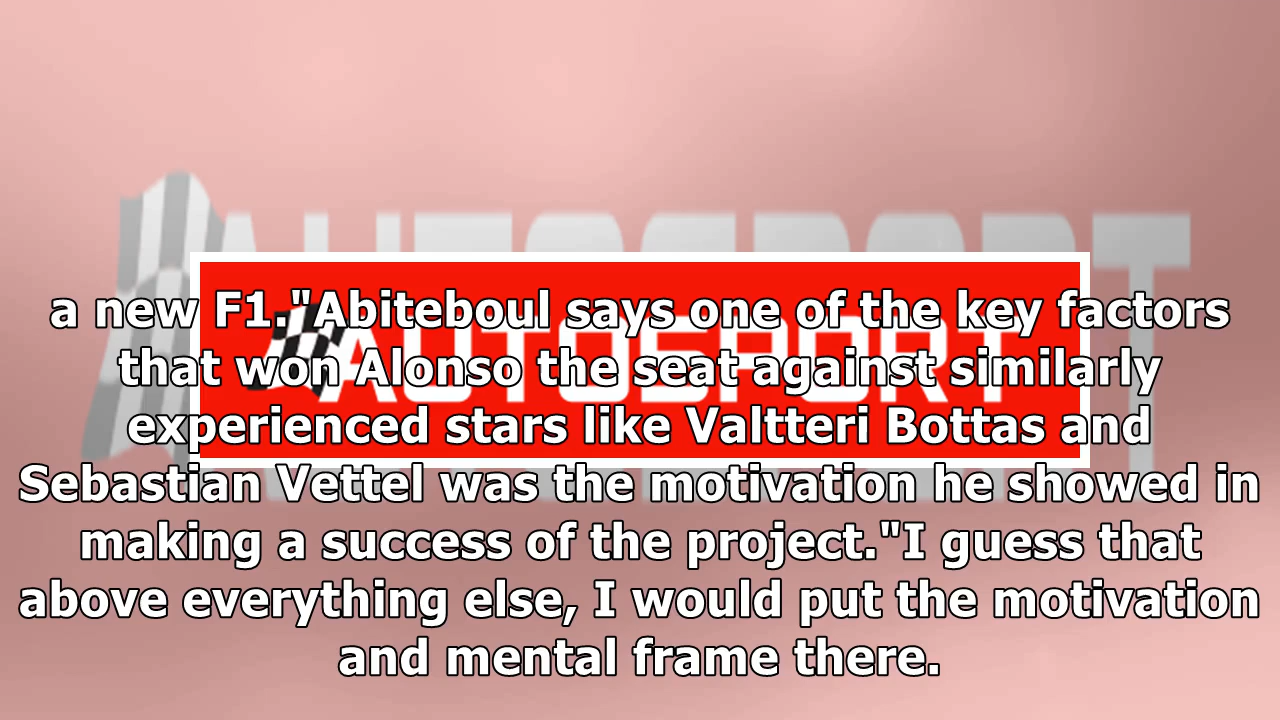 AUTOSPORT
AUTOSPORT
a new F1."Abiteboul says one of the key factors
that won Alonso the seat against similarly
experienced stars like Valtteri Bottas and
Sebastian Vettel was the motivation he showed in
making a success of the project."I guess that
above everything else, I would put the motivation
and mental frame there.